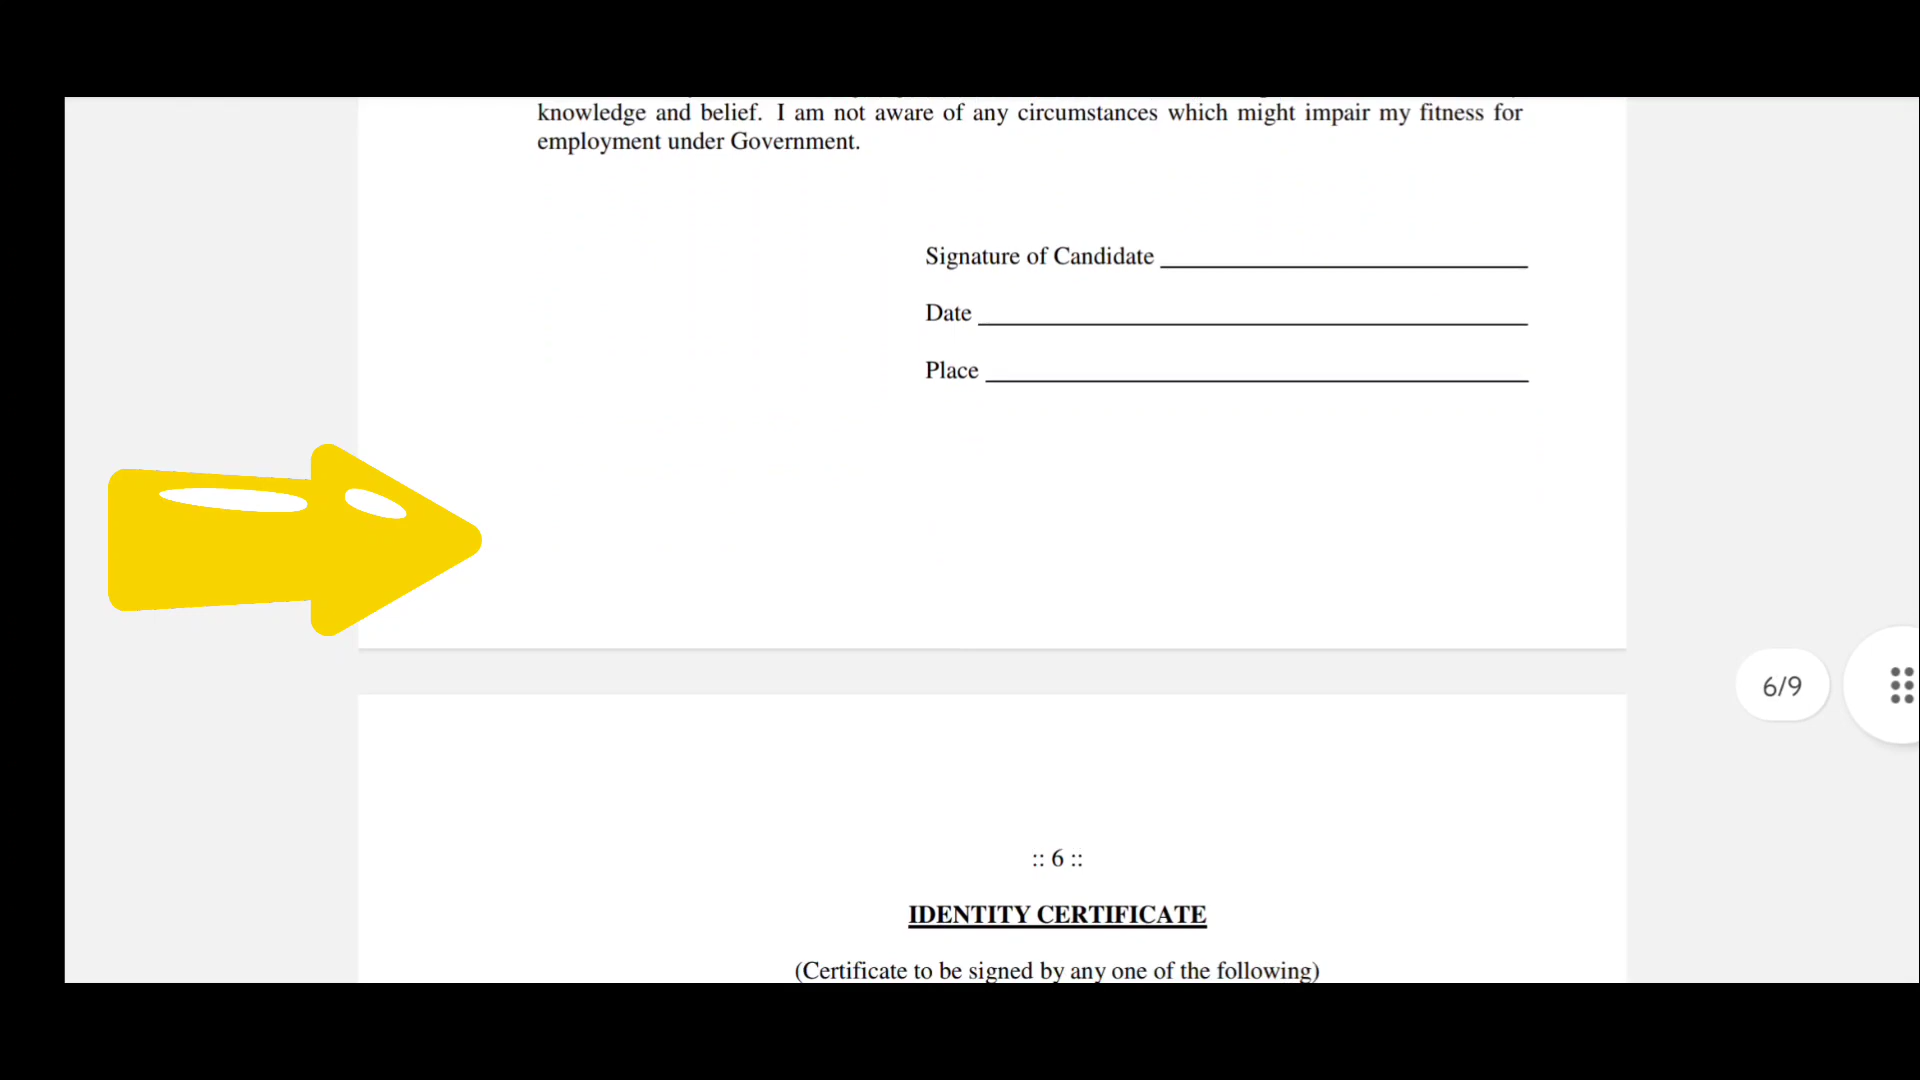 knowledge and belief. I am not aware of any circumstances which might impair my fitness for
employment under Government.
Signature of Candidate
Date
Place
6/9
:: 6 ::
IDENTITY CERTIFICATE
(Certificate to be signed by any one of the following)